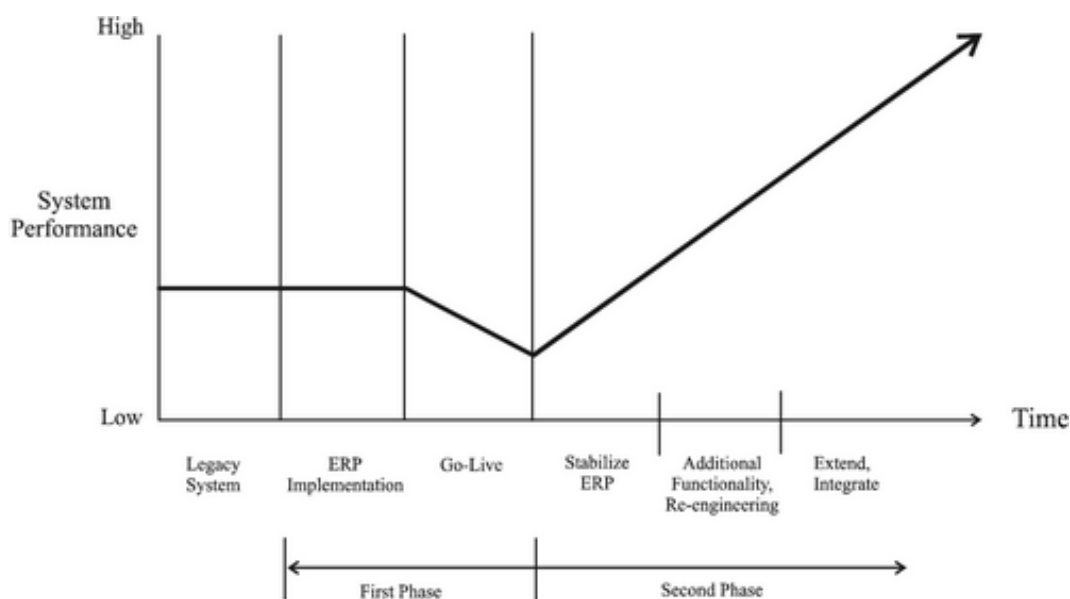 High
System
Performance
Low
Time
Legacy
System
ERP
Implementation
Go-Live
Stabilize
ERP
Additional
Functionality,
Re-engineering
Extend,
Integrate
First Phase
Second Phase